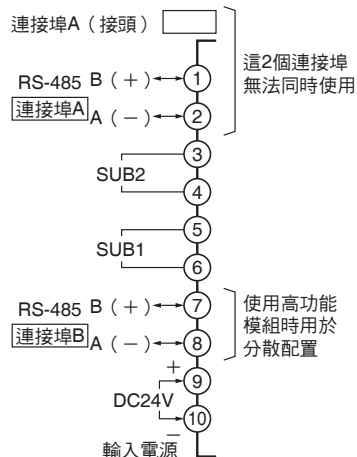 連接埠A（接頭）
RS-485 B（＋） 1
連接埠A A（－） 2
這2個連接埠
無法同時使用
3
SUB2
4
5
SUB1
6
RS-485 B（＋） 7
連接埠B A（－） 8
使用高功能
模組時用於
分散配置
＋ 9
DC24V
－ 10
輸入電源